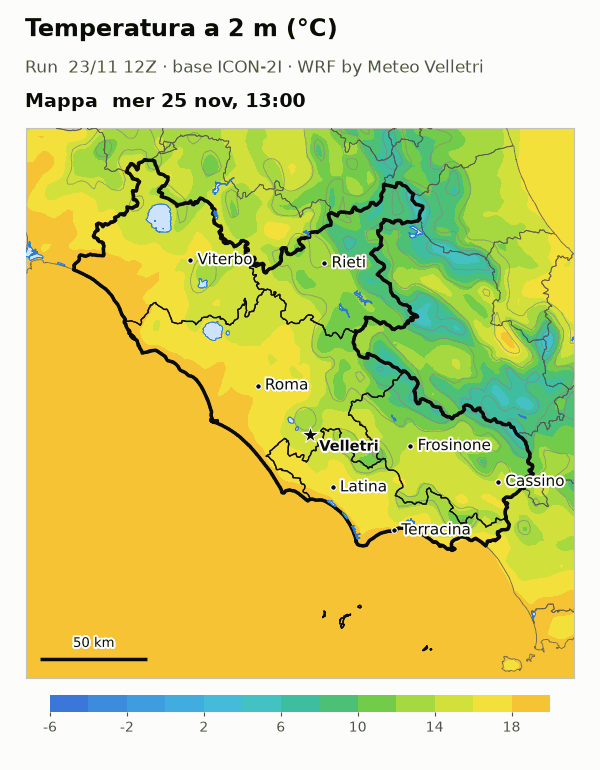 Temperatura a 2 m (°C)
Run  23/11 12Z · base ICON-2I · WRF by Meteo Velletri
Mappa  mer 25 nov, 13:00
Viterbo
Rieti
Roma
Velletri
Frosinone
Latina
Cassino
Terracina
50 km
-6 -2 2 6 10 14 18